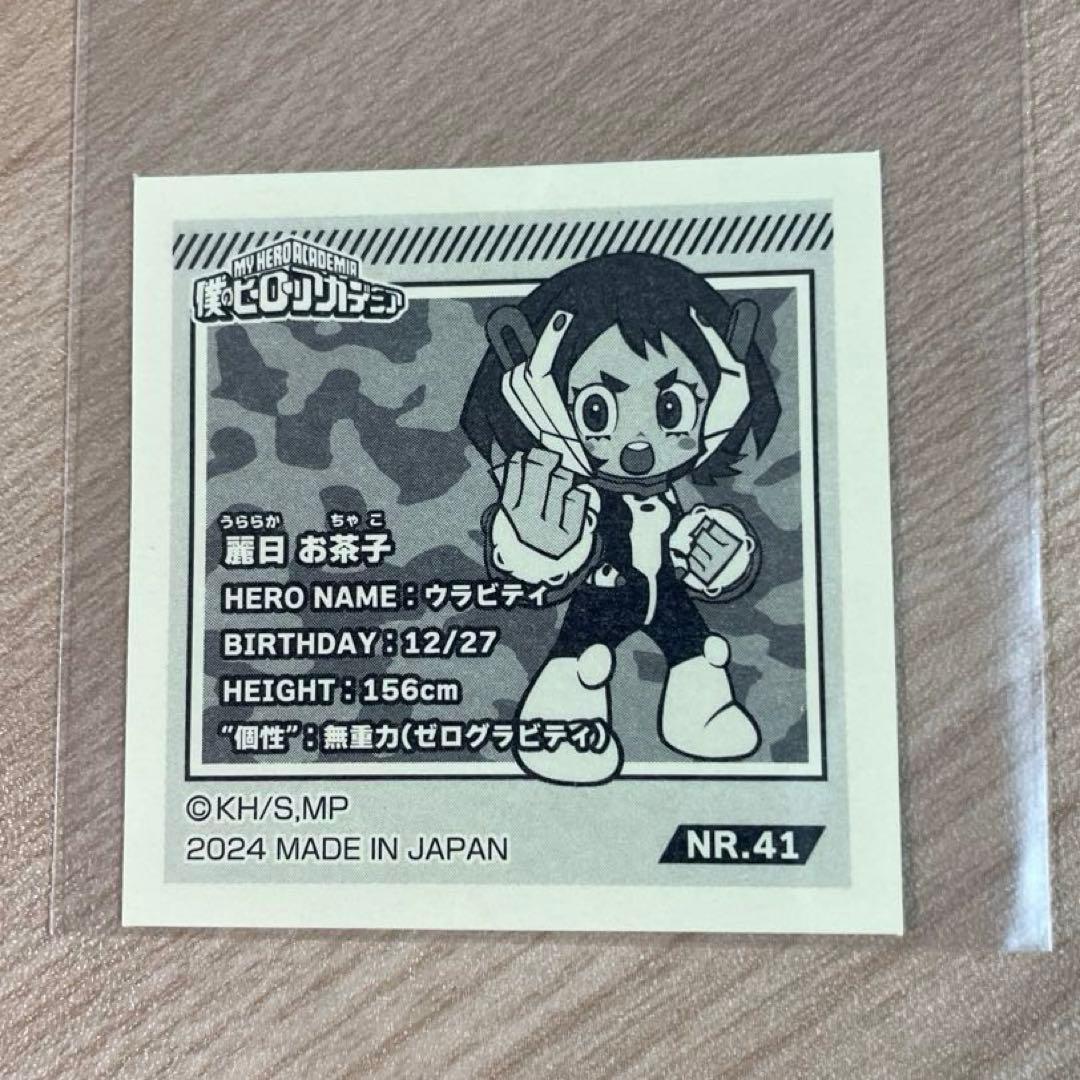 MY HERO ACADEMIA
僕のヒーローアカデミア
うららか ちゃ こ
麗日 お茶子
HERO NAME：ウラビティ
BIRTHDAY：12/27
HEIGHT：156cm
“個性”：無重力(ゼログラビティ)
©KH/S,MP
2024 MADE IN JAPAN
NR.41